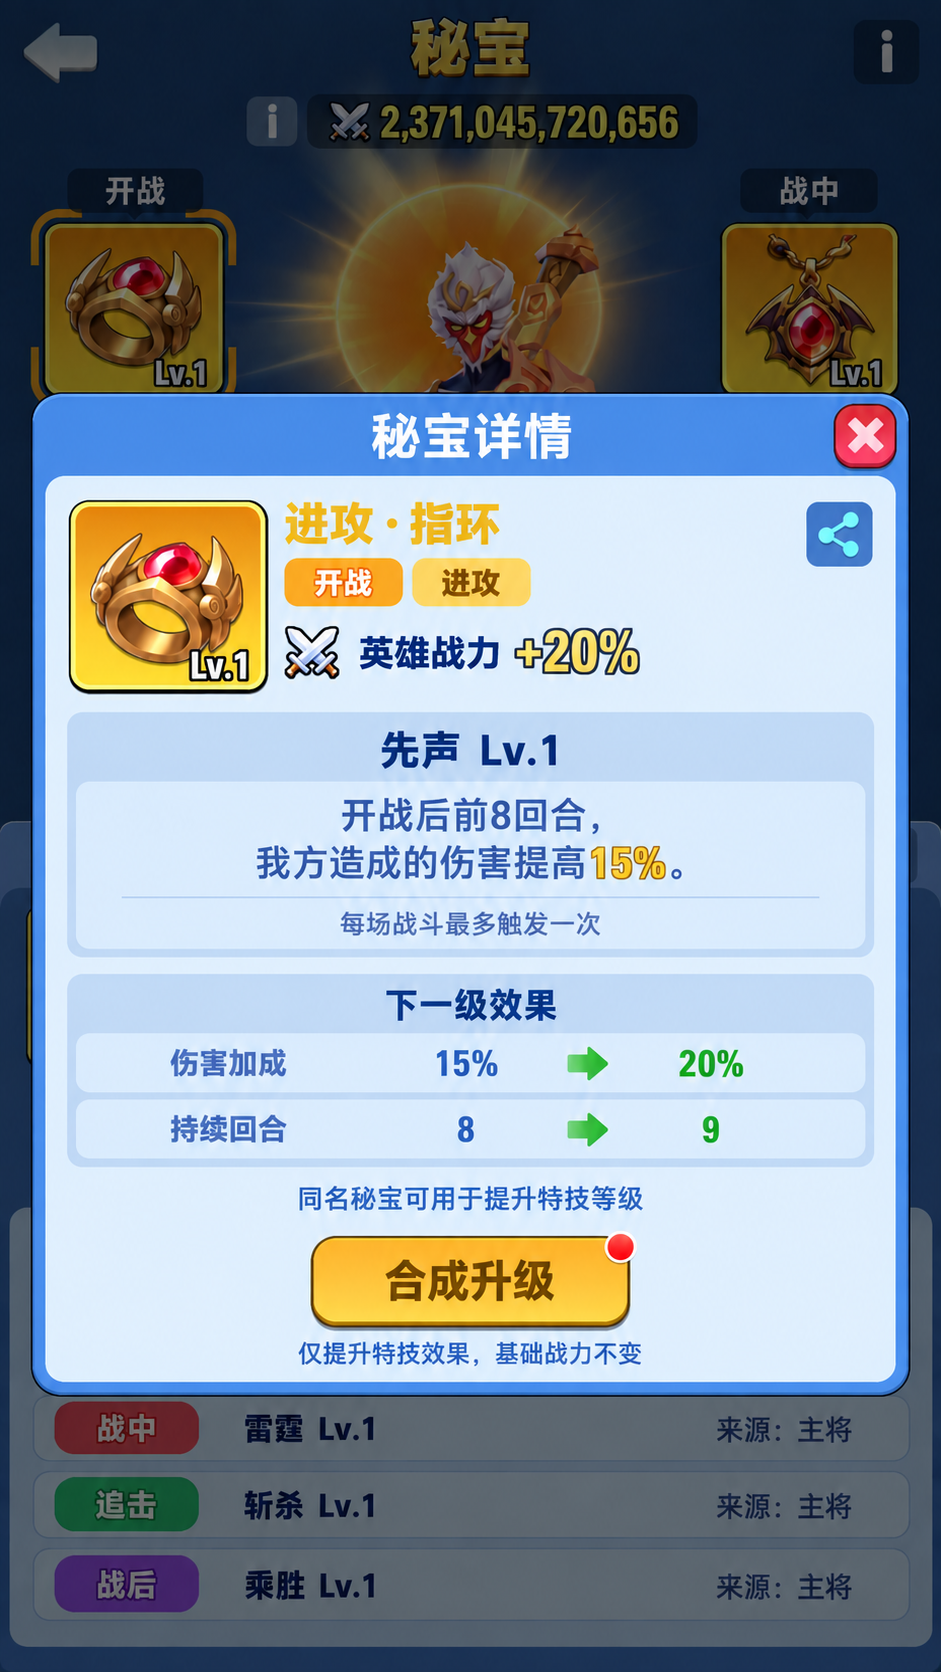 秘宝
i
i
2,371,045,720,656
开战
战中
Lv.1
Lv.1
秘宝详情
进攻·指环
开战
进攻
Lv.1
英雄战力 +20%
先声 Lv.1
开战后前8回合，
我方造成的伤害提高15%。
每场战斗最多触发一次
下一级效果
伤害加成 15% 20%
持续回合 8 9
同名秘宝可用于提升特技等级
合成升级
仅提升特技效果，基础战力不变
战中 雷霆 Lv.1 来源：主将
追击 斩杀 Lv.1 来源：主将
战后 乘胜 Lv.1 来源：主将